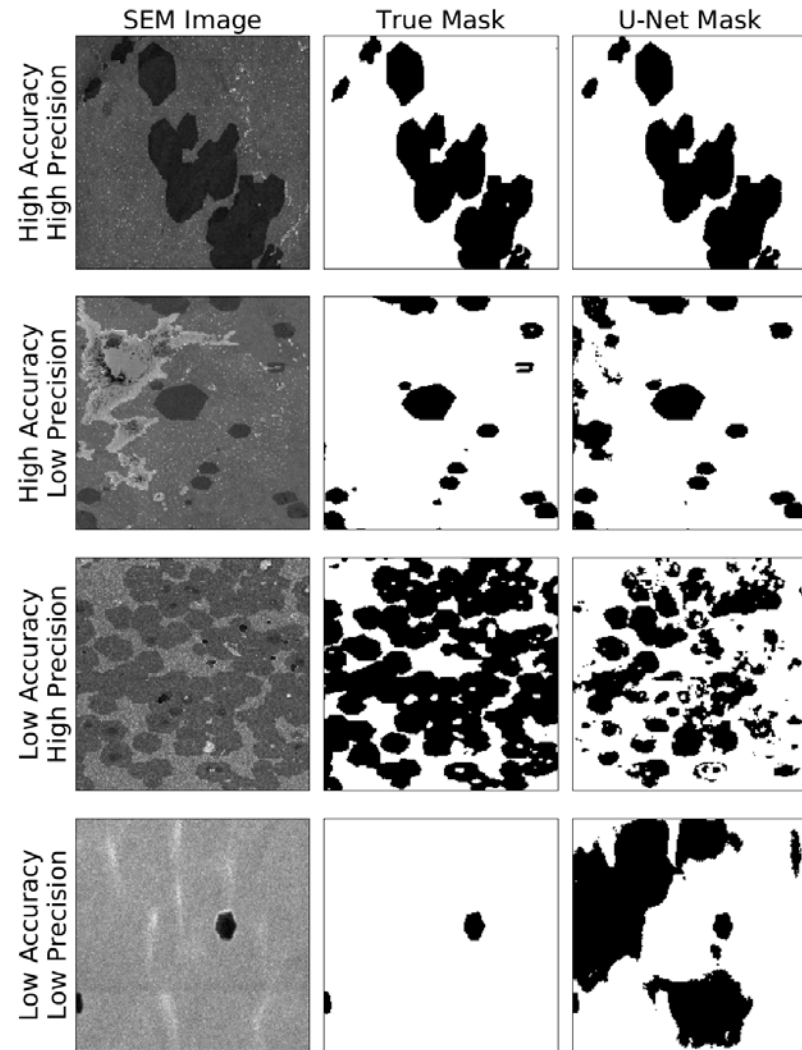 SEM Image True Mask U-Net Mask
High Accuracy
High Precision
High Accuracy
Low Precision
Low Accuracy
High Precision
Low Accuracy
Low Precision